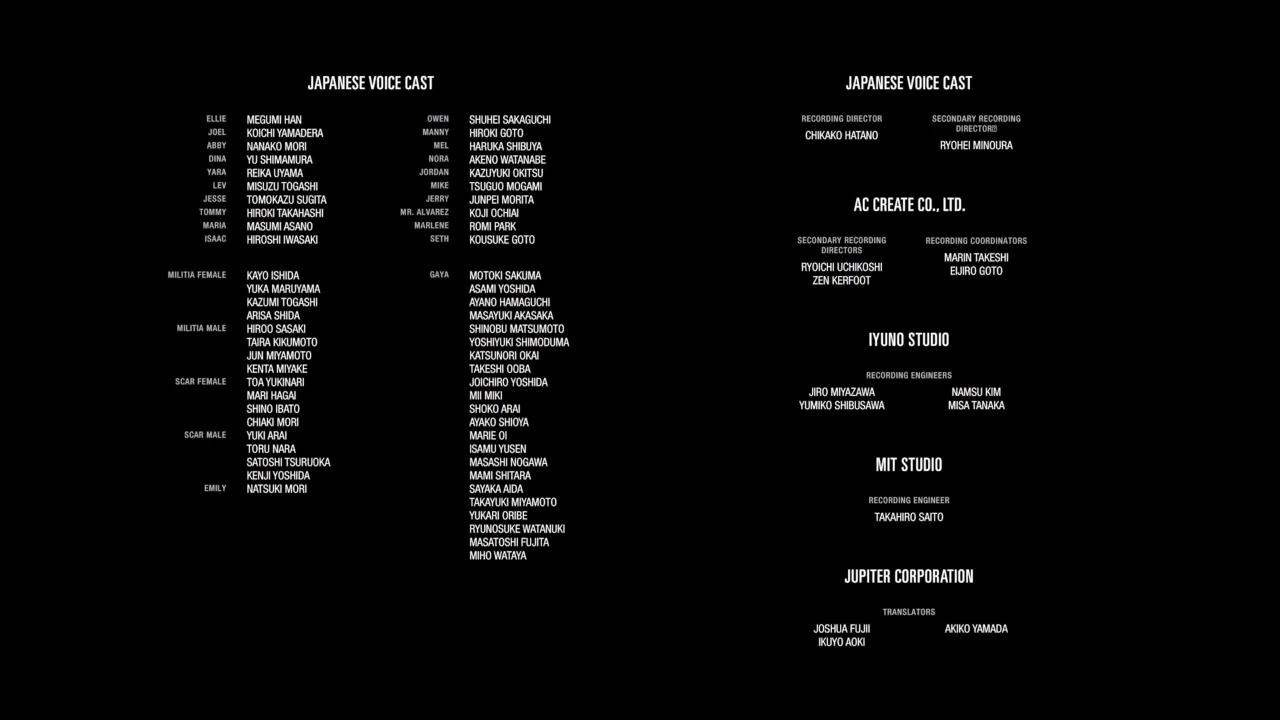 JAPANESE VOICE CAST
ELLIE MEGUMI HAN
JOEL KOICHI YAMADERA
ABBY NANAKO MORI
DINA YU SHIMAMURA
YARA REIKA UYAMA
LEV MISUZU TOGASHI
JESSE TOMOKAZU SUGITA
TOMMY HIROKI TAKAHASHI
MARIA MASUMI ASANO
ISAAC HIROSHI IWASAKI
MILITIA FEMALE KAYO ISHIDA
YUKA MARUYAMA
KAZUMI TOGASHI
ARISA SHIDA
MILITIA MALE HIROO SASAKI
TAIRA KIKUMOTO
JUN MIYAMOTO
KENTA MIYAKE
SCAR FEMALE TOA YUKINARI
MARI HAGAI
SHINO IBATO
CHIAKI MORI
SCAR MALE YUKI ARAI
TORU NARA
SATOSHI TSURUOKA
KENJI YOSHIDA
EMILY NATSUKI MORI
OWEN SHUHEI SAKAGUCHI
MANNY HIROKI GOTO
MEL HARUKA SHIBUYA
NORA AKENO WATANABE
JORDAN KAZUYUKI OKITSU
MIKE TSUGUO MOGAMI
JERRY JUNPEI MORITA
MR. ALVAREZ KOJI OCHIAI
MARLENE ROMI PARK
SETH KOUSUKE GOTO
GAYA MOTOKI SAKUMA
ASAMI YOSHIDA
AYANO HAMAGUCHI
MASAYUKI AKASAKA
SHINOBU MATSUMOTO
YOSHIYUKI SHIMODUMA
KATSUNORI OKAI
TAKESHI OOBA
JOICHIRO YOSHIDA
MII MIKI
SHOKO ARAI
AYAKO SHIOYA
MARIE OI
ISAMU YUSEN
MASASHI NOGAWA
MAMI SHITARA
SAYAKA AIDA
TAKAYUKI MIYAMOTO
YUKARI ORIBE
RYUNOSUKE WATANUKI
MASATOSHI FUJITA
MIHO WATAYA
JAPANESE VOICE CAST
RECORDING DIRECTOR
CHIKAKO HATANO
SECONDARY RECORDING
DIRECTOR
RYOHEI MINOURA
AC CREATE CO., LTD.
SECONDARY RECORDING
DIRECTORS
RYOICHI UCHIKOSHI
ZEN KERFOOT
RECORDING COORDINATORS
MARIN TAKESHI
EIJIRO GOTO
IYUNO STUDIO
RECORDING ENGINEERS
JIRO MIYAZAWA
YUMIKO SHIBUSAWA
NAMSU KIM
MISA TANAKA
MIT STUDIO
RECORDING ENGINEER
TAKAHIRO SAITO
JUPITER CORPORATION
TRANSLATORS
JOSHUA FUJII
IKUYO AOKI
AKIKO YAMADA